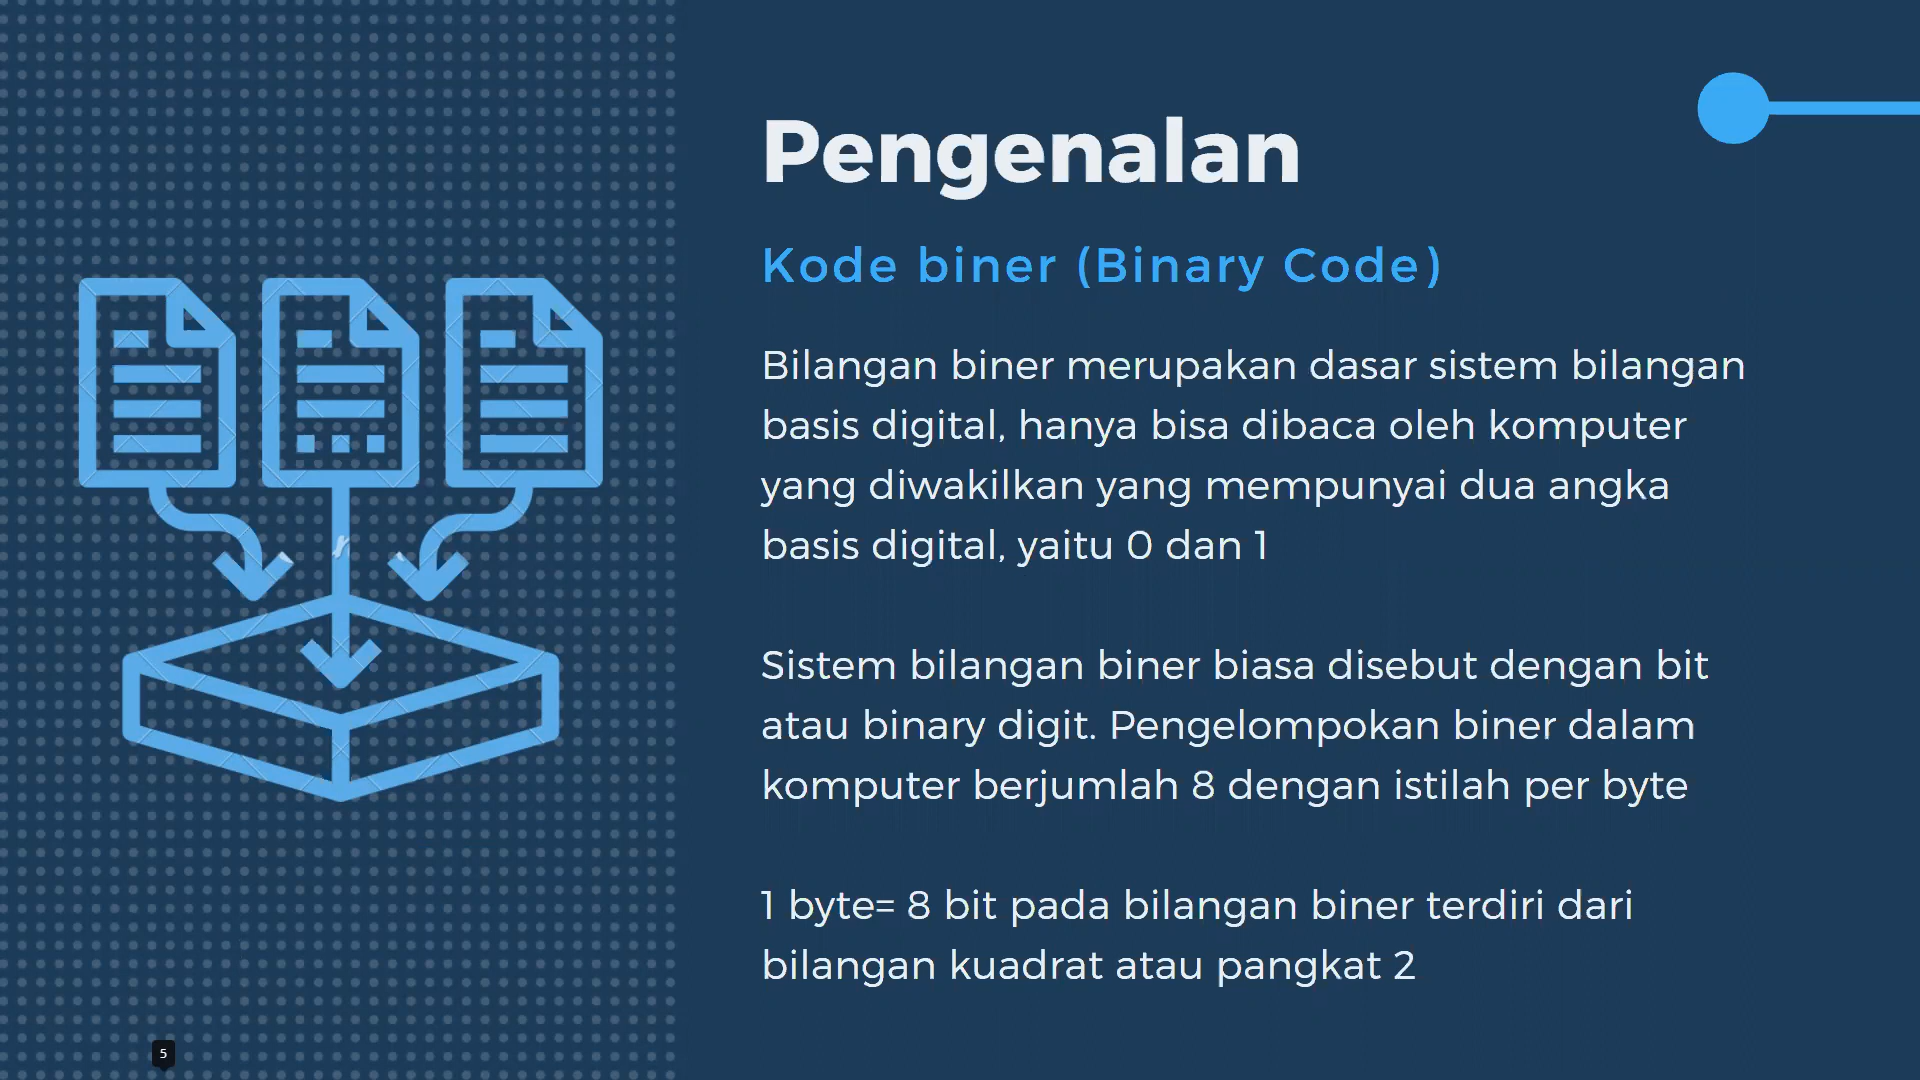 Pengenalan
Kode biner (Binary Code)
Bilangan biner merupakan dasar sistem bilangan
basis digital, hanya bisa dibaca oleh komputer
yang diwakilkan yang mempunyai dua angka
basis digital, yaitu 0 dan 1
Sistem bilangan biner biasa disebut dengan bit
atau binary digit. Pengelompokan biner dalam
komputer berjumlah 8 dengan istilah per byte
1 byte= 8 bit pada bilangan biner terdiri dari
bilangan kuadrat atau pangkat 2
5